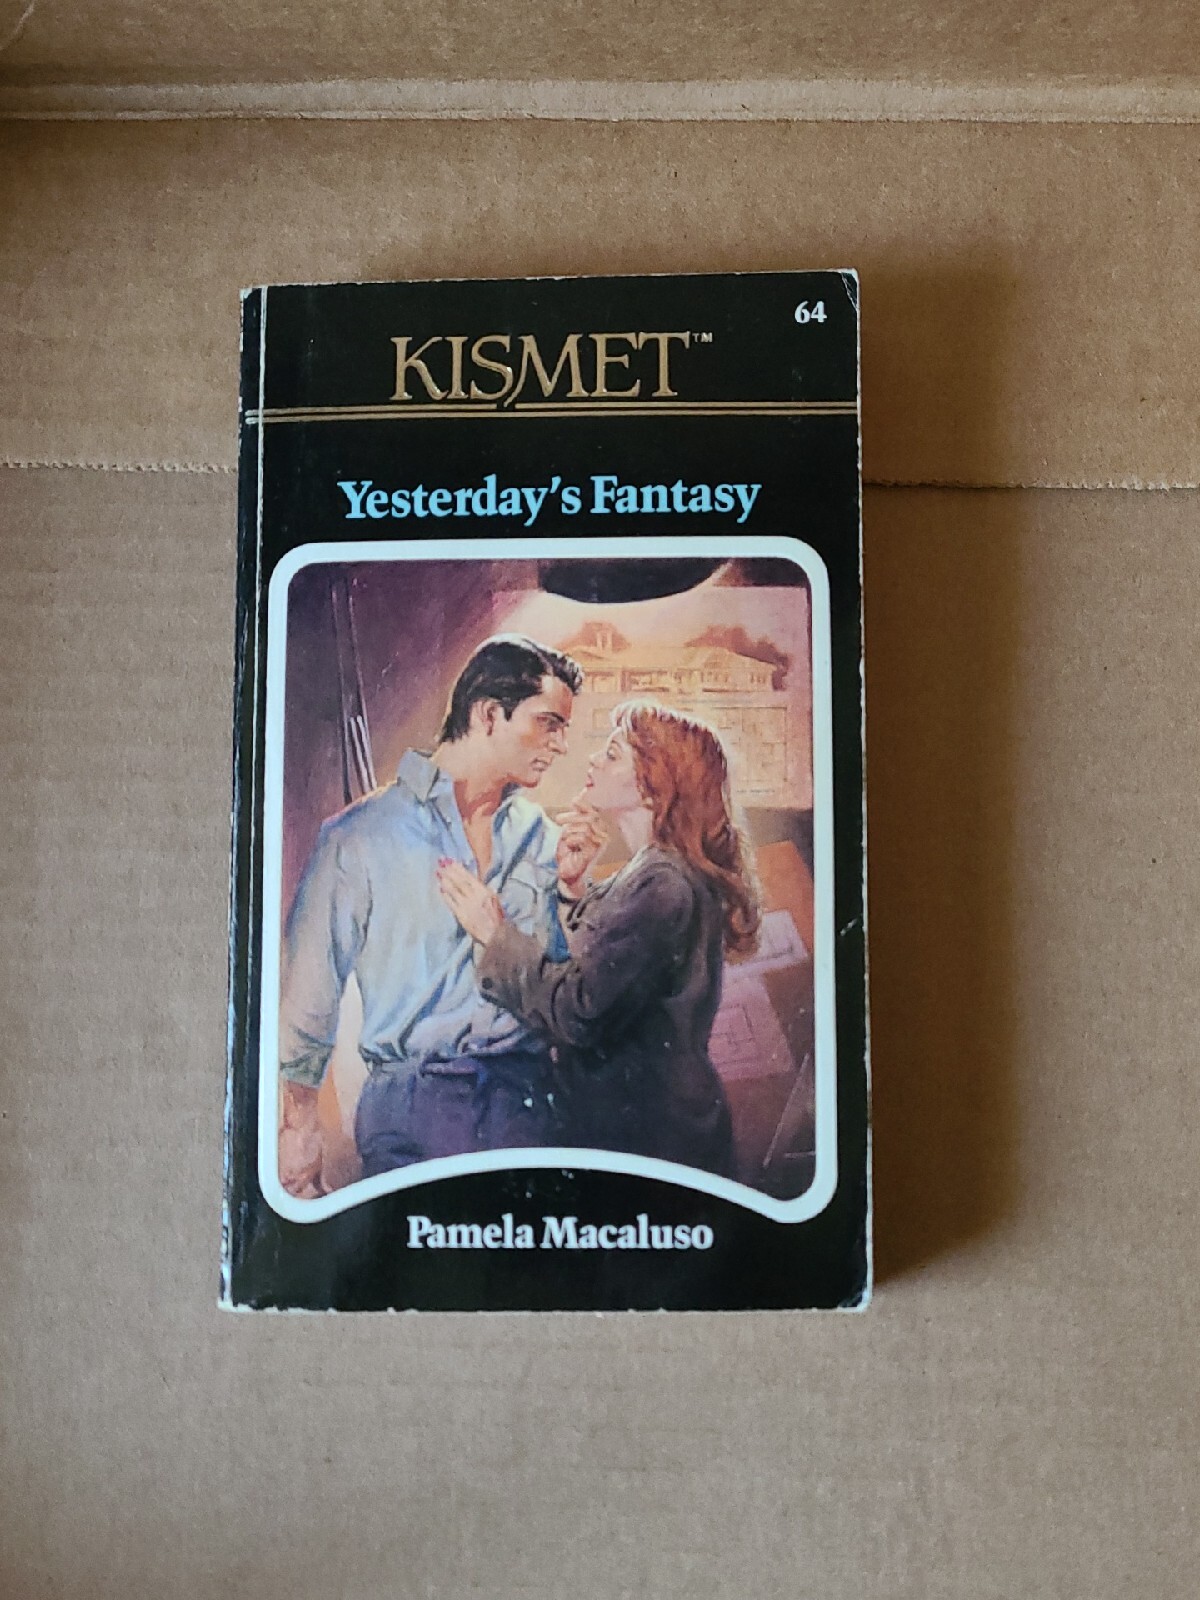 64
KISMET™
Yesterday's Fantasy
Pamela Macaluso